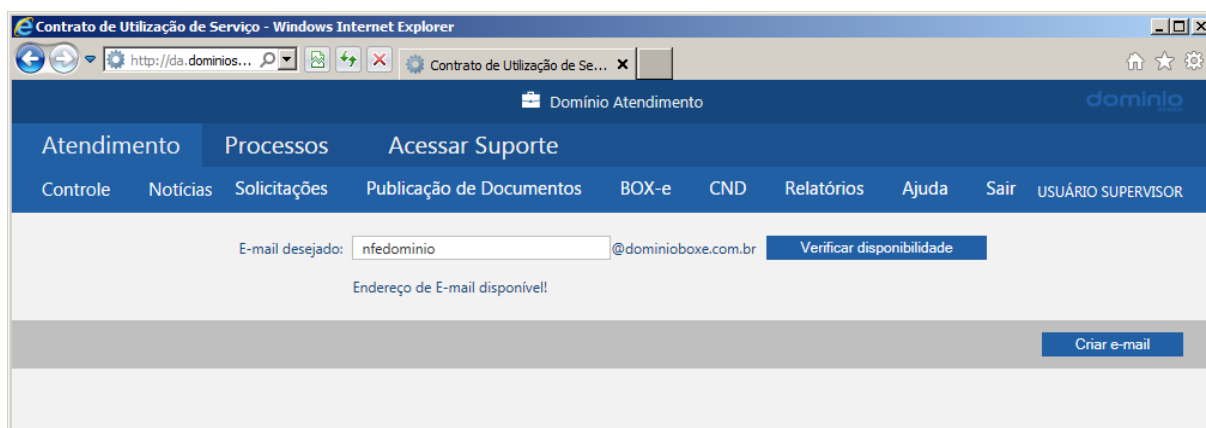 Contrato de Utilização de Serviço - Windows Internet Explorer
http://da.dominios... Contrato de Utilização de Se...
Domínio Atendimento domínio
Atendimento Processos Acessar Suporte
Controle Notícias Solicitações Publicação de Documentos BOX-e CND Relatórios Ajuda Sair USUÁRIO SUPERVISOR
E-mail desejado: nfedominio @dominioboxe.com.br Verificar disponibilidade
Endereço de E-mail disponível!
Criar e-mail